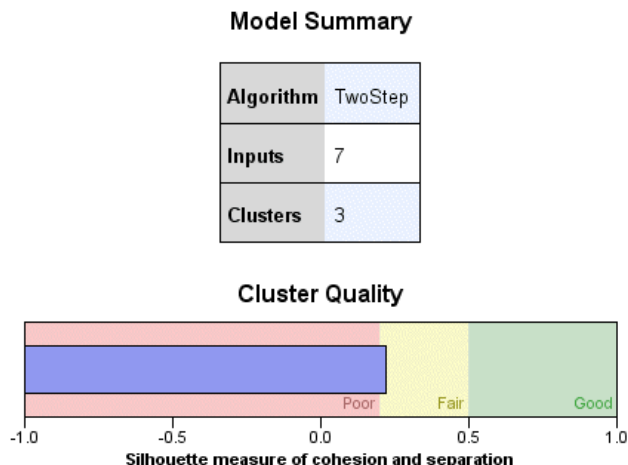 Model Summary
Algorithm TwoStep
Inputs 7
Clusters 3
Cluster Quality
Poor Fair Good
-1.0 -0.5 0.0 0.5 1.0
Silhouette measure of cohesion and separation